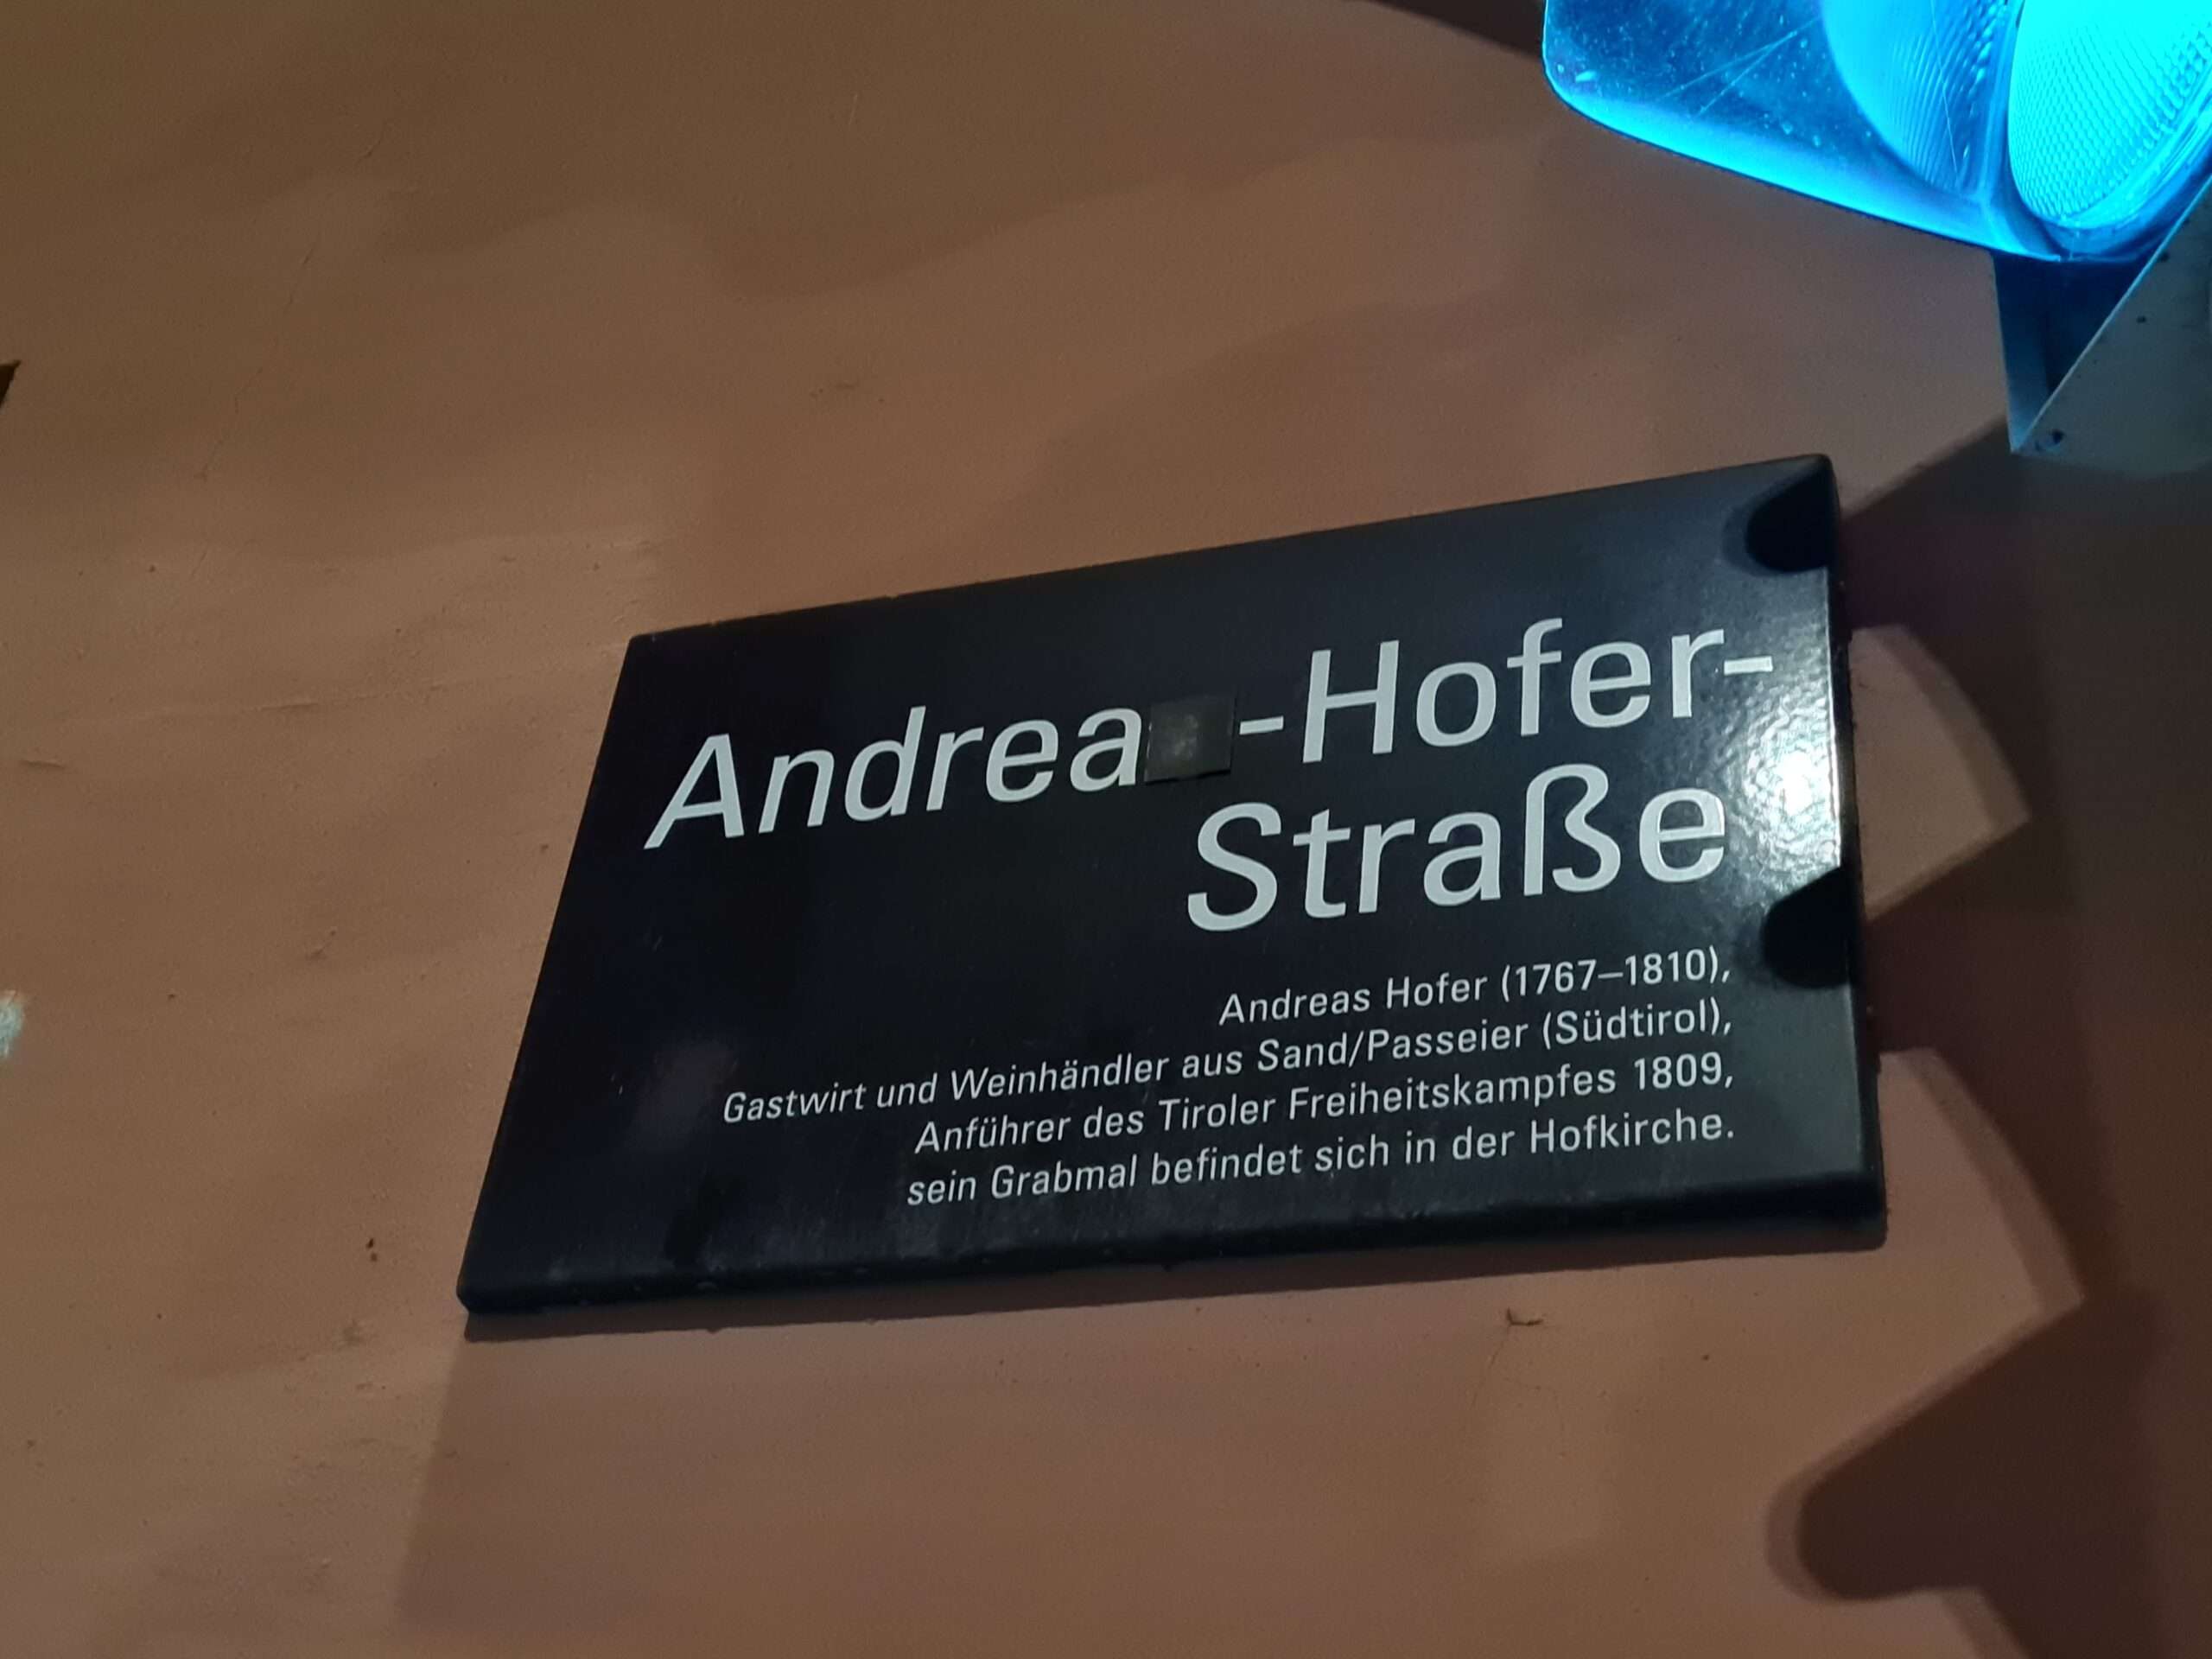 Andrea -Hofer-
Straße
Andreas Hofer (1767–1810),
Gastwirt und Weinhändler aus Sand/Passeier (Südtirol),
Anführer des Tiroler Freiheitskampfes 1809,
sein Grabmal befindet sich in der Hofkirche.